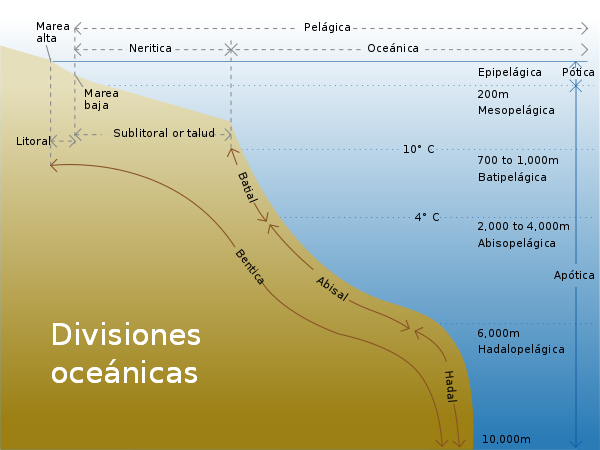 Marea
alta
Pelágica
Neritica
Oceánica
Epipelágica
Pótica
Marea
baja
200m
Mesopelágica
Litoral
Sublitoral or talud
10° C
700 to 1,000m
Batipelágica
Batial
4° C
2,000 to 4,000m
Abisopelágica
Bentica
Abisal
Apótica
Divisiones
oceánicas
6,000m
Hadalopelágica
Hadal
10,000m